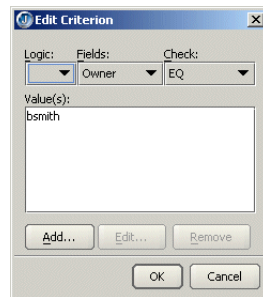 Edit Criterion
Logic: Fields: Check:
Owner EQ
Value(s):
bsmith
Add... Edit... Remove
OK Cancel